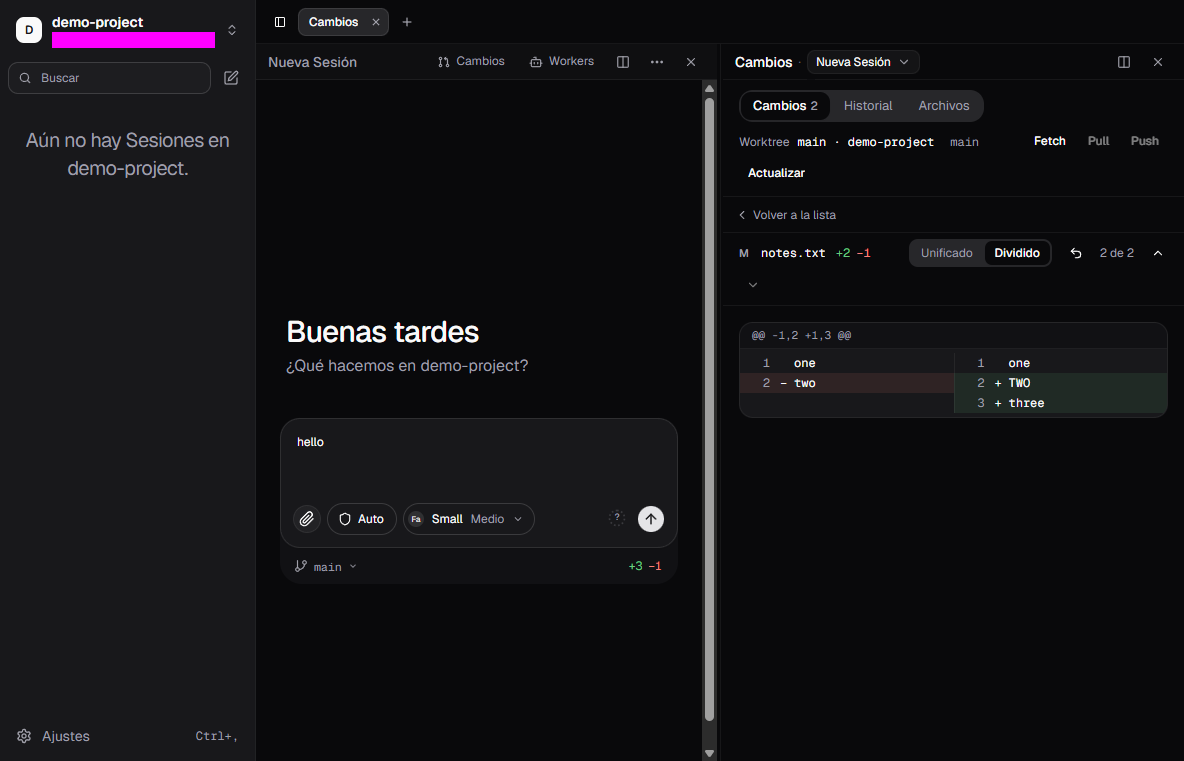 D demo-project
Buscar
Aún no hay Sesiones en
demo-project.
Ajustes Ctrl+,
Cambios
Nueva Sesión Cambios Workers
Buenas tardes
¿Qué hacemos en demo-project?
hello
Auto Fa Small Medio ?
main +3 −1
Cambios · Nueva Sesión
Cambios 2 Historial Archivos
Worktree main · demo-project main Fetch Pull Push
Actualizar
Volver a la lista
M notes.txt +2 −1 Unificado Dividido 2 de 2
@@ -1,2 +1,3 @@
1 one 1 one
2 − two 2 + TWO
3 + three